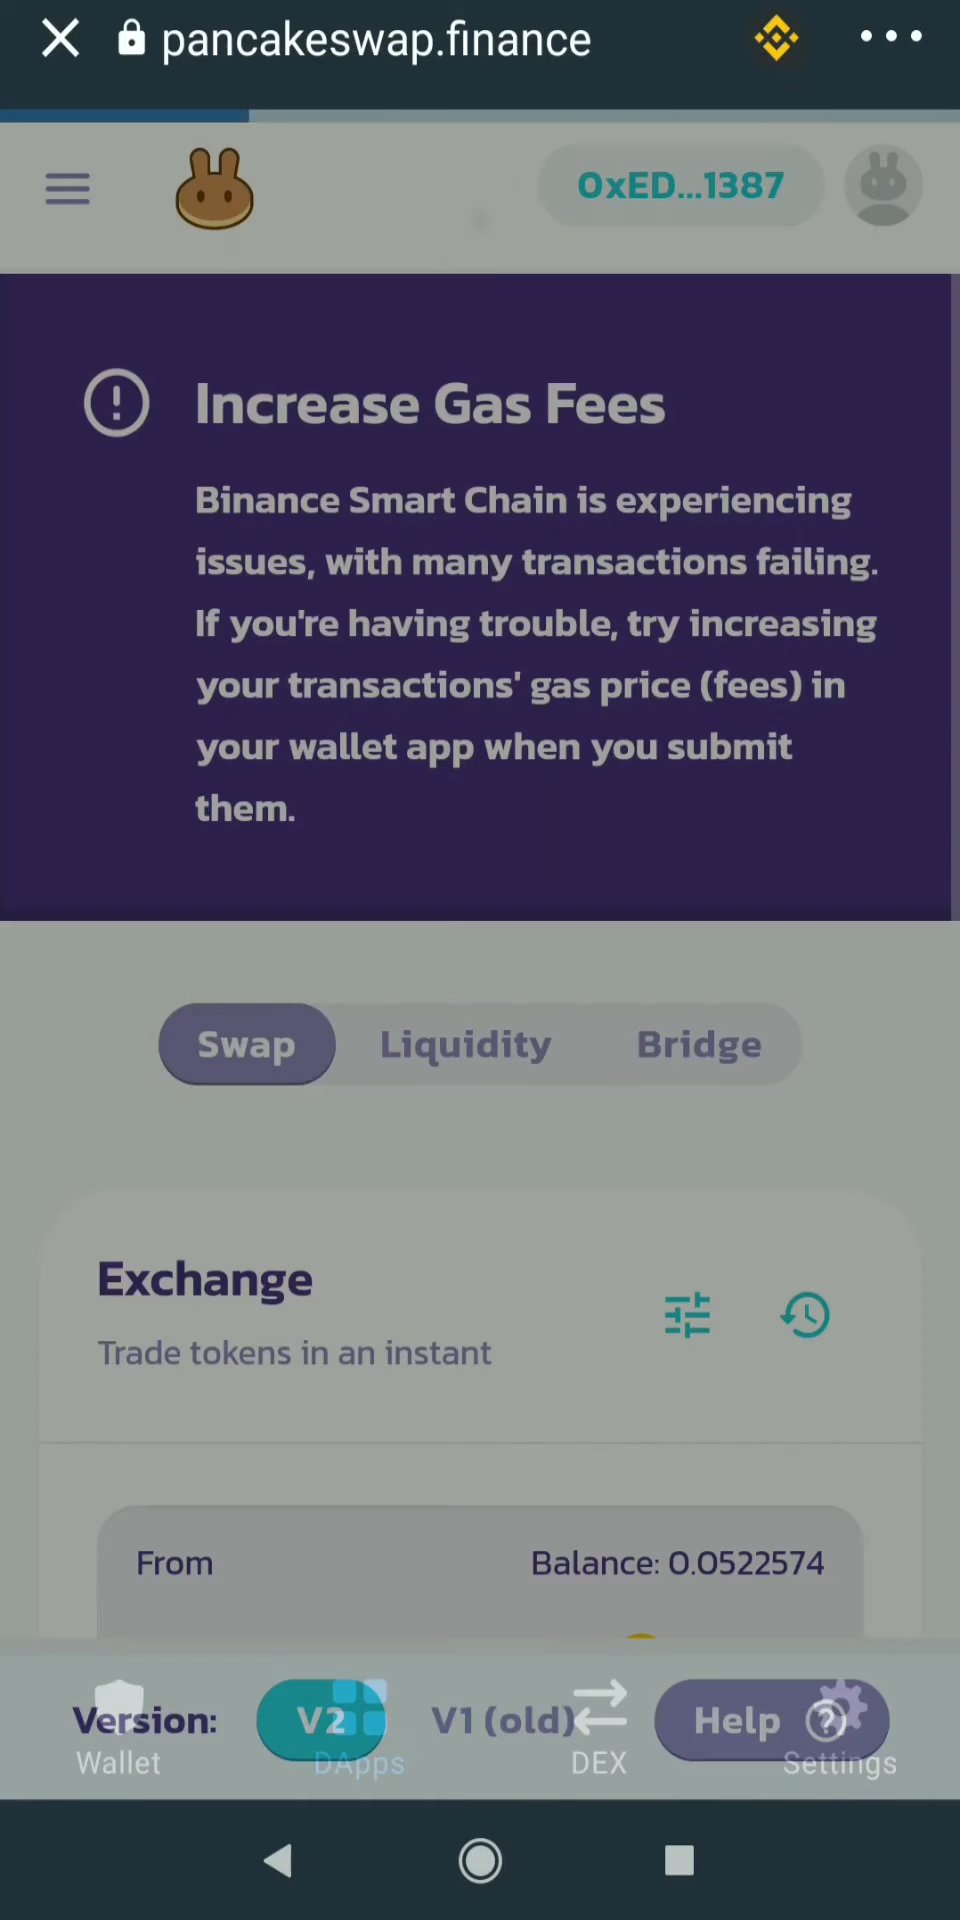 pancakeswap.finance
0xED...1387
Increase Gas Fees
Binance Smart Chain is experiencing
issues, with many transactions failing.
If you're having trouble, try increasing
your transactions' gas price (fees) in
your wallet app when you submit
them.
Swap Liquidity Bridge
Exchange
Trade tokens in an instant
From Balance: 0.0522574
Version: V2 V1 (old) Help
Wallet DApps DEX Settings